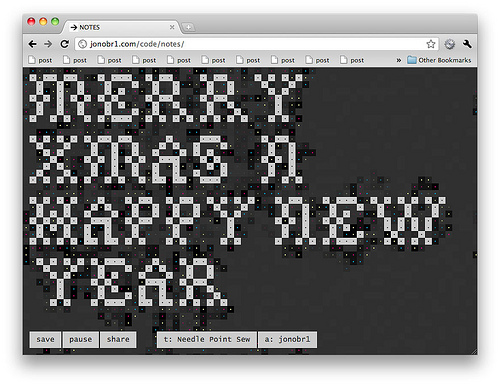 NOTES
jonobr1.com/code/notes/
post post post post post post post post post post » Other Bookmarks
MERRY
XMAS N
HAPPY NEW
YEAR
save pause share t: Needle Point Sew a: jonobr1